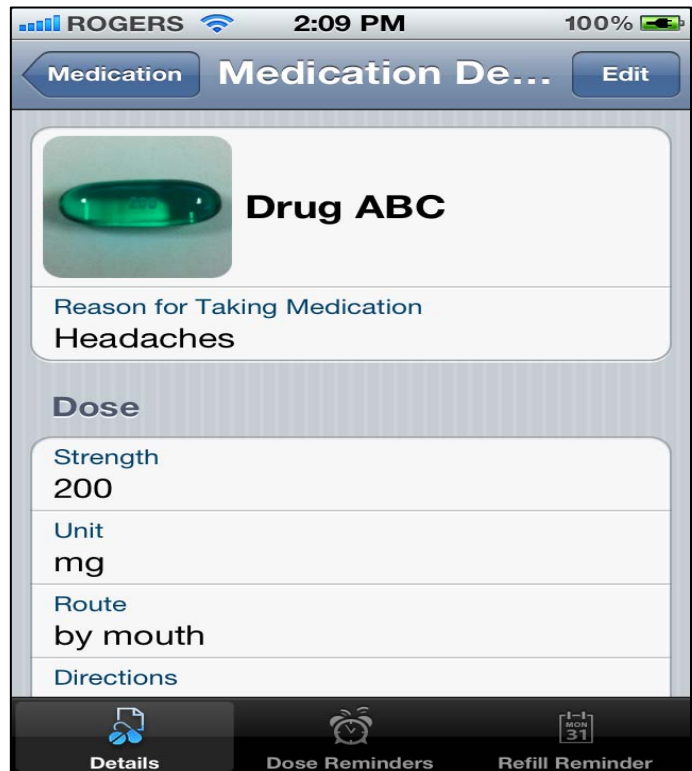 ROGERS 2:09 PM 100%
Medication Medication De... Edit
200
Drug ABC
Reason for Taking Medication
Headaches
Dose
Strength
200
Unit
mg
Route
by mouth
Directions
MON
31
Details Dose Reminders Refill Reminder